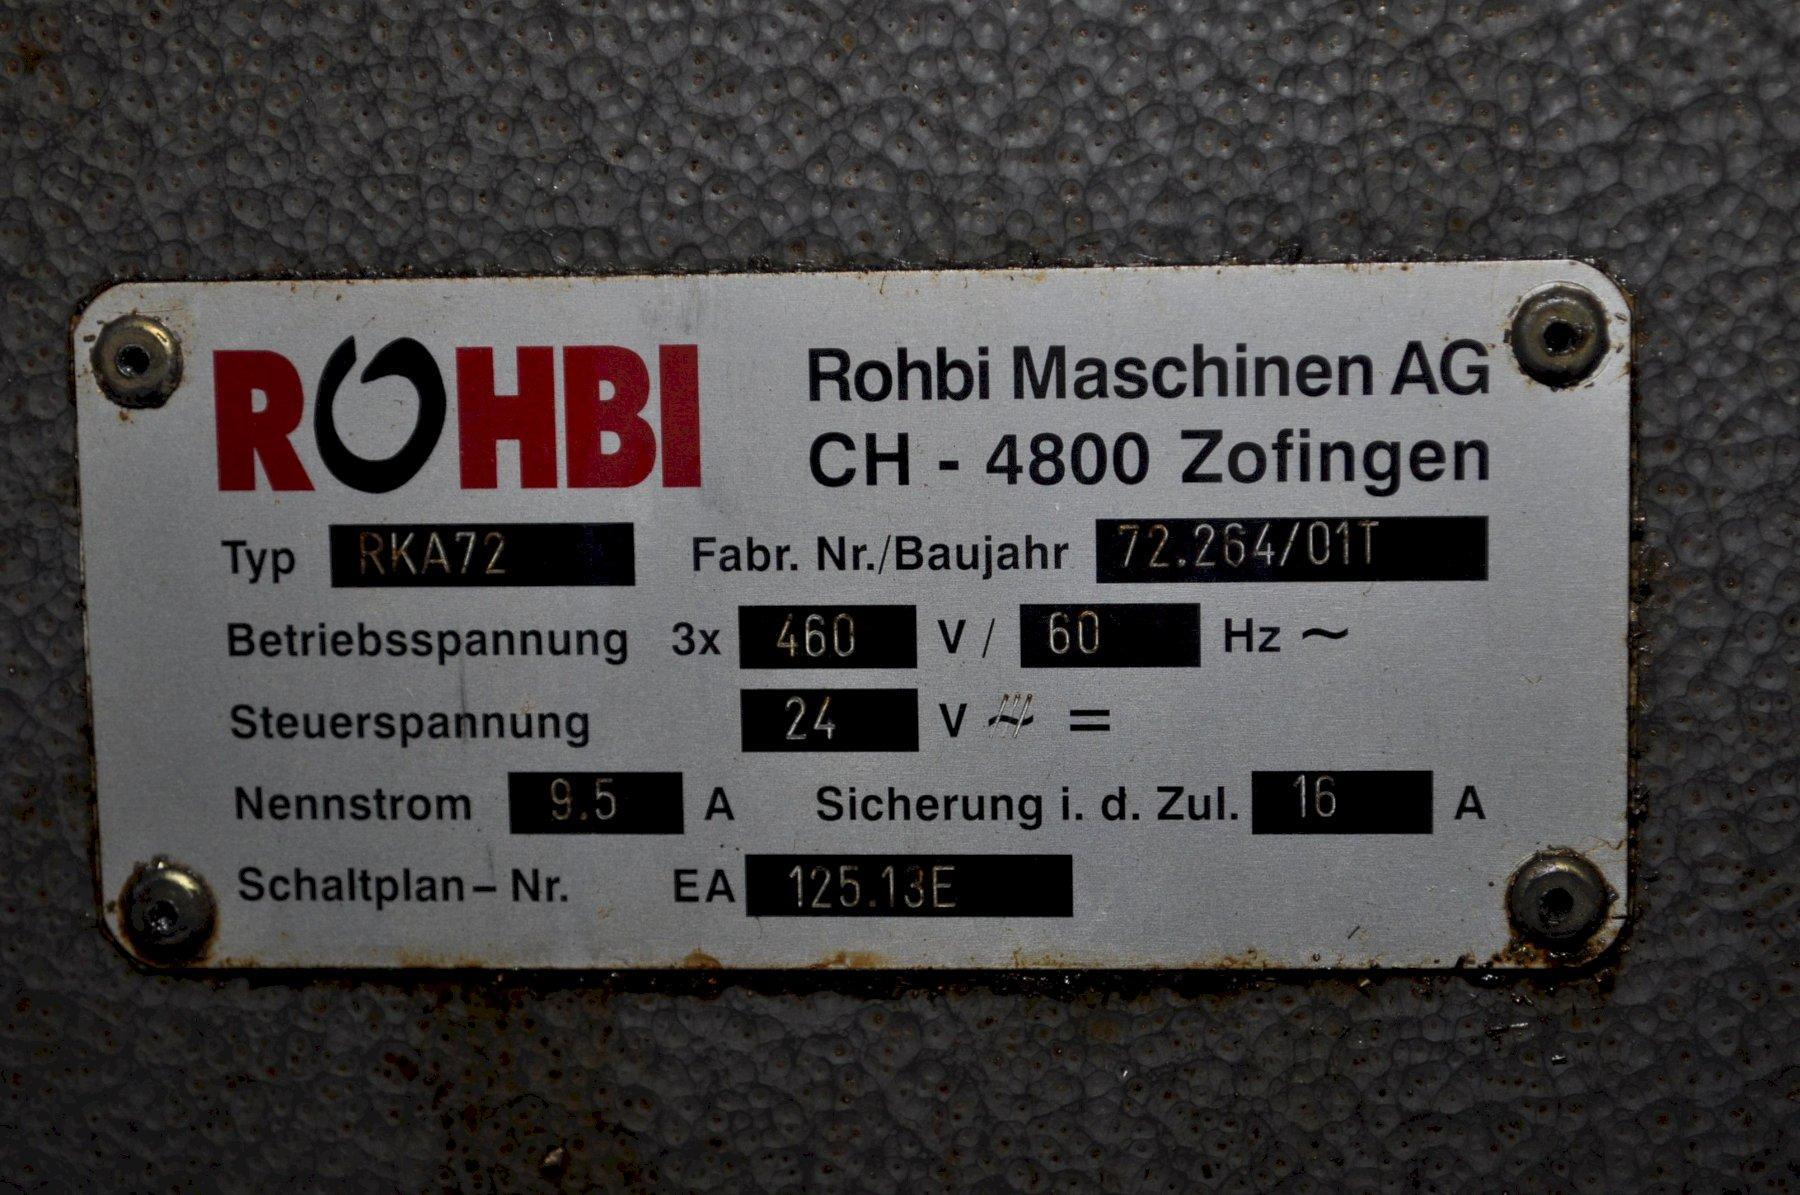 ROHBI
Rohbi Maschinen AG
CH - 4800 Zofingen
Typ RKA72 Fabr. Nr./Baujahr 72.264/01T
Betriebsspannung 3x 460 V / 60 Hz ~
Steuerspannung 24 V ~ =
Nennstrom 9.5 A Sicherung i. d. Zul. 16 A
Schaltplan – Nr. EA 125.13E